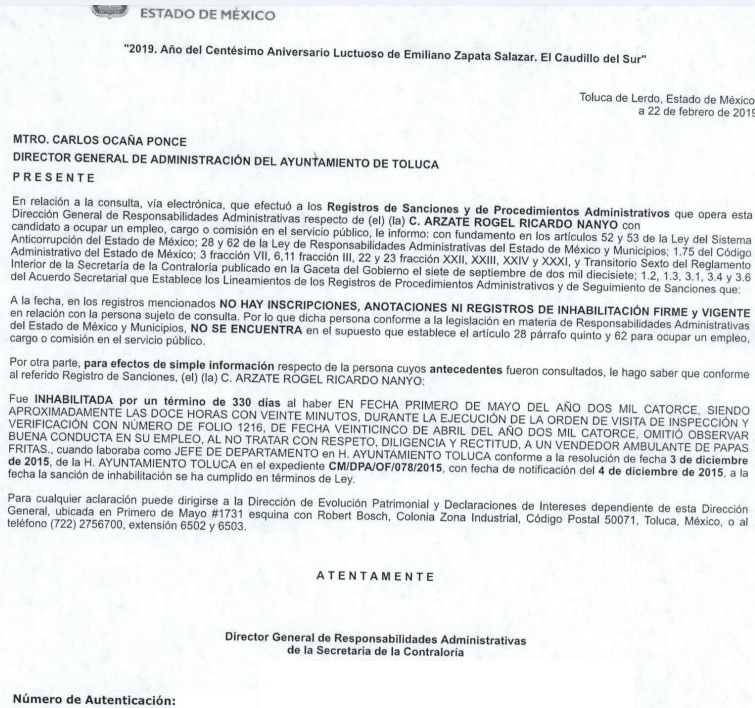 ESTADO DE MÉXICO
"2019. Año del Centésimo Aniversario Luctuoso de Emiliano Zapata Salazar. El Caudillo del Sur"
Toluca de Lerdo, Estado de México
a 22 de febrero de 2019
MTRO. CARLOS OCAÑA PONCE
DIRECTOR GENERAL DE ADMINISTRACIÓN DEL AYUNTAMIENTO DE TOLUCA
P R E S E N T E
En relación a la consulta, vía electrónica, que efectuó a los Registros de Sanciones y de Procedimientos Administrativos que opera esta
Dirección General de Responsabilidades Administrativas respecto de (el) (la) C. ARZATE ROGEL RICARDO NANYO con
candidato a ocupar un empleo, cargo o comisión en el servicio público, le informo: con fundamento en los artículos 52 y 53 de la Ley del Sistema
Anticorrupción del Estado de México; 28 y 62 de la Ley de Responsabilidades Administrativas del Estado de México y Municipios; 1.75 del Código
Administrativo del Estado de México; 3 fracción VII, 6,11 fracción III, 22 y 23 fracción XXII, XXIII, XXIV y XXXI, y Transitorio Sexto del Reglamento
Interior de la Secretaría de la Contraloría publicado en la Gaceta del Gobierno el siete de septiembre de dos mil diecisiete; 1.2, 1.3, 3.1, 3.4 y 3.6
del Acuerdo Secretarial que Establece los Lineamientos de los Registros de Procedimientos Administrativos y de Seguimiento de Sanciones que:
A la fecha, en los registros mencionados NO HAY INSCRIPCIONES, ANOTACIONES NI REGISTROS DE INHABILITACIÓN FIRME y VIGENTE
en relación con la persona sujeto de consulta. Por lo que dicha persona conforme a la legislación en materia de Responsabilidades Administrativas
del Estado de México y Municipios, NO SE ENCUENTRA en el supuesto que establece el artículo 28 párrafo quinto y 62 para ocupar un empleo,
cargo o comisión en el servicio público.
Por otra parte, para efectos de simple información respecto de la persona cuyos antecedentes fueron consultados, le hago saber que conforme
al referido Registro de Sanciones, (el) (la) C. ARZATE ROGEL RICARDO NANYO:
Fue INHABILITADA por un término de 330 días al haber EN FECHA PRIMERO DE MAYO DEL AÑO DOS MIL CATORCE, SIENDO
APROXIMADAMENTE LAS DOCE HORAS CON VEINTE MINUTOS, DURANTE LA EJECUCIÓN DE LA ORDEN DE VISITA DE INSPECCIÓN Y
VERIFICACIÓN CON NÚMERO DE FOLIO 1216, DE FECHA VEINTICINCO DE ABRIL DEL AÑO DOS MIL CATORCE, OMITIÓ OBSERVAR
BUENA CONDUCTA EN SU EMPLEO, AL NO TRATAR CON RESPETO, DILIGENCIA Y RECTITUD, A UN VENDEDOR AMBULANTE DE PAPAS
FRITAS., cuando laboraba como JEFE DE DEPARTAMENTO en H. AYUNTAMIENTO TOLUCA conforme a la resolución de fecha 3 de diciembre
de 2015, de la H. AYUNTAMIENTO TOLUCA en el expediente CM/DPA/OF/078/2015, con fecha de notificación del 4 de diciembre de 2015, a la
fecha la sanción de inhabilitación se ha cumplido en términos de Ley.
Para cualquier aclaración puede dirigirse a la Dirección de Evolución Patrimonial y Declaraciones de Intereses dependiente de esta Dirección
General, ubicada en Primero de Mayo #1731 esquina con Robert Bosch, Colonia Zona Industrial, Código Postal 50071, Toluca, México, o al
teléfono (722) 2756700, extensión 6502 y 6503.
A T E N T A M E N T E
Director General de Responsabilidades Administrativas
de la Secretaría de la Contraloría
Número de Autenticación: